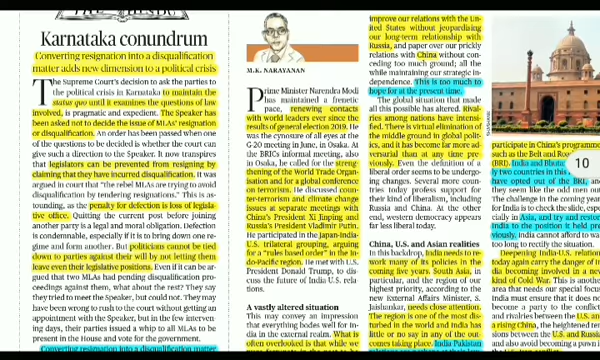 THE HINDU
Karnataka conundrum
Converting resignation into a disqualification
matter adds new dimension to a political crisis
The Supreme Court's decision to ask the parties to
the political crisis in Karnataka to maintain the
status quo until it examines the questions of law
involved, is pragmatic and expedient. The Speaker has
been asked not to decide the issue of MLAs' resignation
or disqualification. An order has been passed when one
of the questions to be decided is whether the court can
give such a direction to the Speaker. It now transpires
that legislators can be prevented from resigning by
claiming that they have incurred disqualification. It was
argued in court that "the rebel MLAs are trying to avoid
disqualification by tendering resignations." This is as-
tounding, as the penalty for defection is loss of legisla-
tive office. Quitting the current post before joining
another party is a legal and moral obligation. Defection
is condemnable, especially if it is to bring down one re-
gime and form another. But politicians cannot be tied
down to parties against their will by not letting them
leave even their legislative positions. Even if it can be ar-
gued that two MLAs had pending disqualification pro-
ceedings against them, what about the rest? They say
they tried to meet the Speaker, but could not. They may
have been wrong to rush to the court without getting an
appointment with the Speaker, but in the few interven-
ing days, their parties issued a whip to all MLAs to be
present in the House and vote for the government.
Converting resignation into a disqualification matter
M.K. NARAYANAN
Prime Minister Narendra Modi
has maintained a frenetic
pace, renewing contacts
with world leaders ever since the
results of general election 2019. He
was the cynosure of all eyes at the
G-20 meeting in June, in Osaka. At
the BRICs informal meeting, also
in Osaka, he called for the streng-
thening of the World Trade Organ-
isation and for a global conference
on terrorism. He discussed coun-
ter-terrorism and climate change
issues at separate meetings with
China's President Xi Jinping and
Russia's President Vladimir Putin.
He participated in the Japan-India-
U.S. trilateral grouping, arguing
for a "rules based order" in the In-
do-Pacific region. He met with U.S.
President Donald Trump, to dis-
cuss the future of India U.S. rela-
tions.
A vastly altered situation
This may convey an impression
that everything bodes well for In-
dia in the external realm. What is
often overlooked is that while we
improve our relations with the Un-
ited States without jeopardising
our long-term relationship with
Russia, and paper over our prickly
relations with China without con-
ceding too much ground; all the
while maintaining our strategic in-
dependence. This is too much to
hope for at the present time.
The global situation that made
all this possible has altered. Rival-
ries among nations have intensi-
fied. There is virtual elimination of
the middle ground in global polit-
ics, and it has become far more ad-
versarial than at any time pre-
viously. Even the definition of a
liberal order seems to be undergo-
ing changes. Several more coun-
tries today profess support for
their kind of liberalism, including
Russia and China. At the other
end, western democracy appears
far less liberal today.
China, U.S. and Asian realities
In this backdrop, India needs to re-
work many of its policies in the
coming five years. South Asia, in
particular, and the region of our
highest priority, according to the
new External Affairs Minister, S.
Jaishankar, needs close attention.
The region is one of the most dis-
turbed in the world and India has
little or no say in any of the out-
comes taking place. India Pakistan
participate in China's programmes
such as the Belt and Road
(BRI). India and Bhutan
ly two countries in this
have opted out of the BRI, and
they seem like the odd men out
The challenge in the coming years
for India is to check the slide, espe-
cially in Asia, and try and restore
India to the position it held pre-
viously. India cannot afford to wait
too long to rectify the situation.
Deepening India-U.S. relations
today again carry the danger of
India becoming involved in a new
kind of Cold War. This is another
area that needs our special focus.
India must ensure that it does not
become a party to the conflicts
and rivalries between the U.S. and
a rising China, the heightened ten-
sions between the U.S. and Russia
and also avoid becoming a pawn in
10